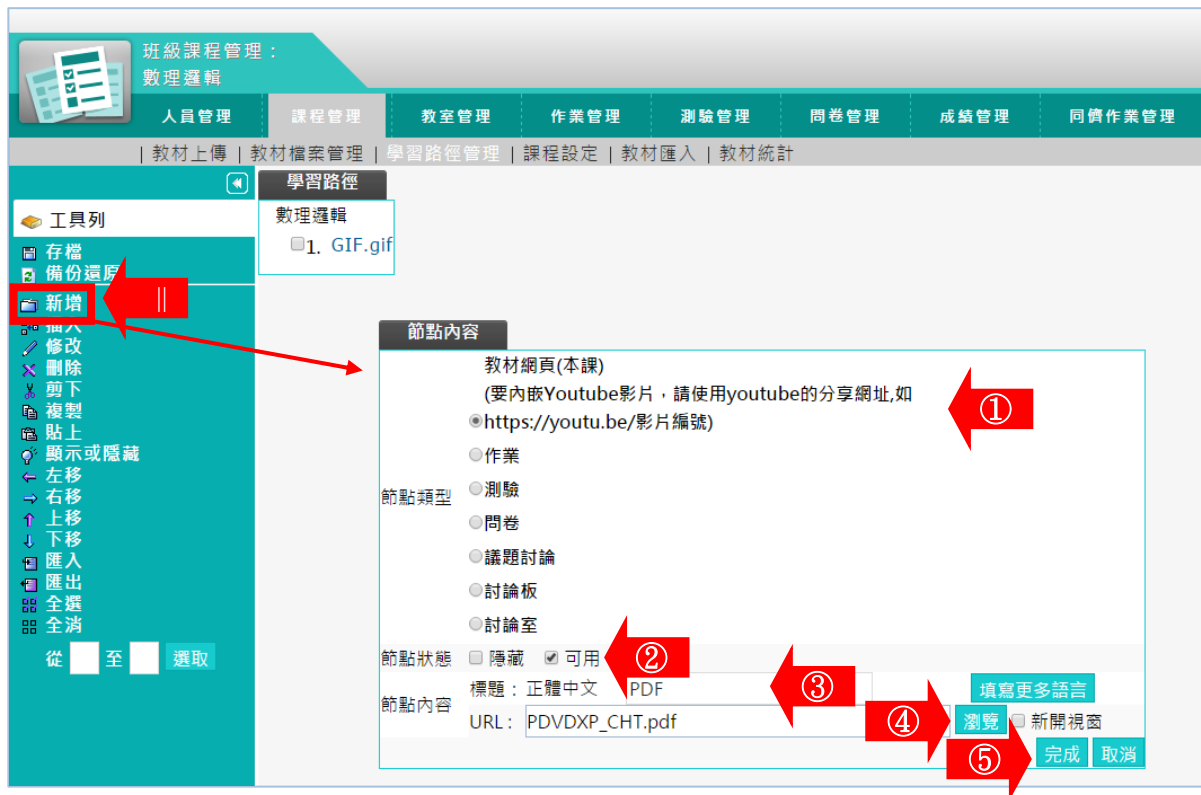 班級課程管理：
數理邏輯
人員管理 課程管理 教室管理 作業管理 測驗管理 問卷管理 成績管理 同儕作業管理
| 教材上傳 | 教材檔案管理 | 學習路徑管理 | 課程設定 | 教材匯入 | 教材統計
學習路徑
數理邏輯
1. GIF.gif
工具列
存檔
備份還原
新增
||
插入
修改
刪除
剪下
複製
貼上
顯示或隱藏
左移
右移
上移
下移
匯入
匯出
全選
全消
從 至 選取
節點內容
節點類型
教材網頁(本課)
(要內嵌Youtube影片，請使用youtube的分享網址,如
https://youtu.be/影片編號)
①
作業
測驗
問卷
議題討論
討論板
討論室
節點狀態 隱藏 可用 ②
節點內容
標題：正體中文 PDF ③ 填寫更多語言
URL： PDVDXP_CHT.pdf ④ 瀏覽 新開視窗
⑤ 完成 取消